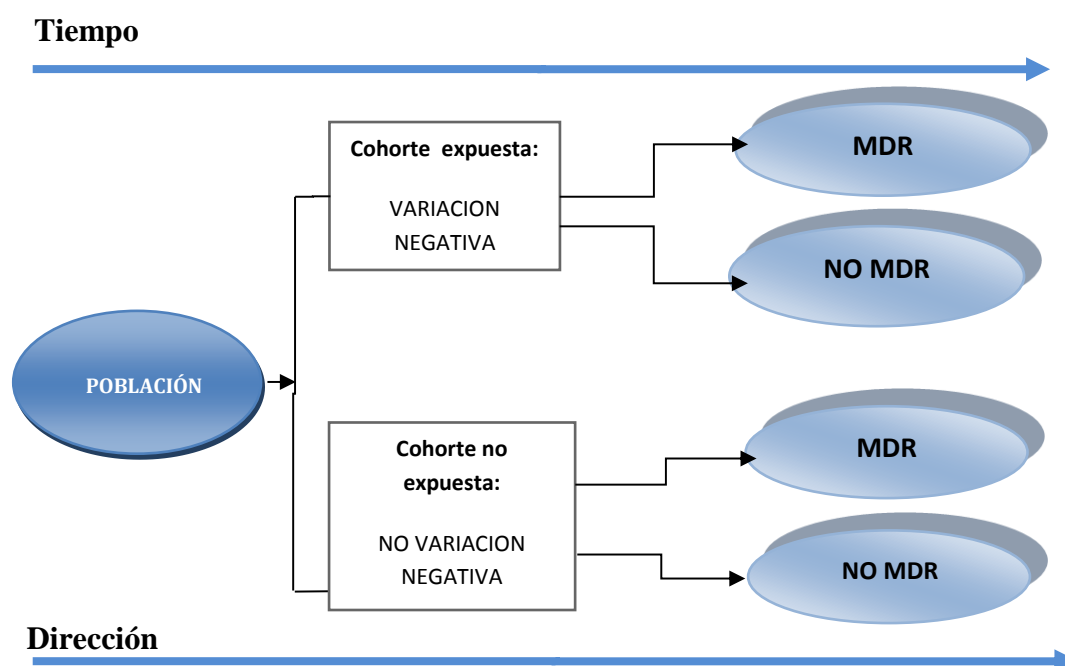 Tiempo
Cohorte expuesta:
VARIACION
NEGATIVA
MDR
NO MDR
POBLACIÓN
Cohorte no
expuesta:
NO VARIACION
NEGATIVA
MDR
NO MDR
Dirección